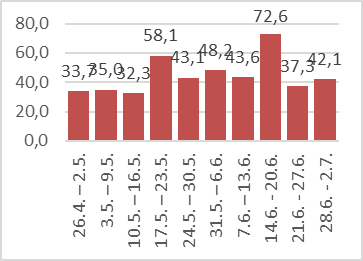 80,0
60,0
40,0
20,0
0,0
33,7
35,0
32,3
58,1
43,1
48,2
43,6
72,6
37,3
42,1
26.4. – 2.5.
3.5. – 9.5.
10.5. – 16.5.
17.5. – 23.5.
24.5. – 30.5.
31.5. – 6.6.
7.6. – 13.6.
14.6. - 20.6.
21.6. - 27.6.
28.6. - 2.7.